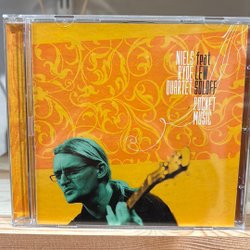 NIELS feat
RYDE LEW
QUARTET SOLOFF
POCKET
MUSIC